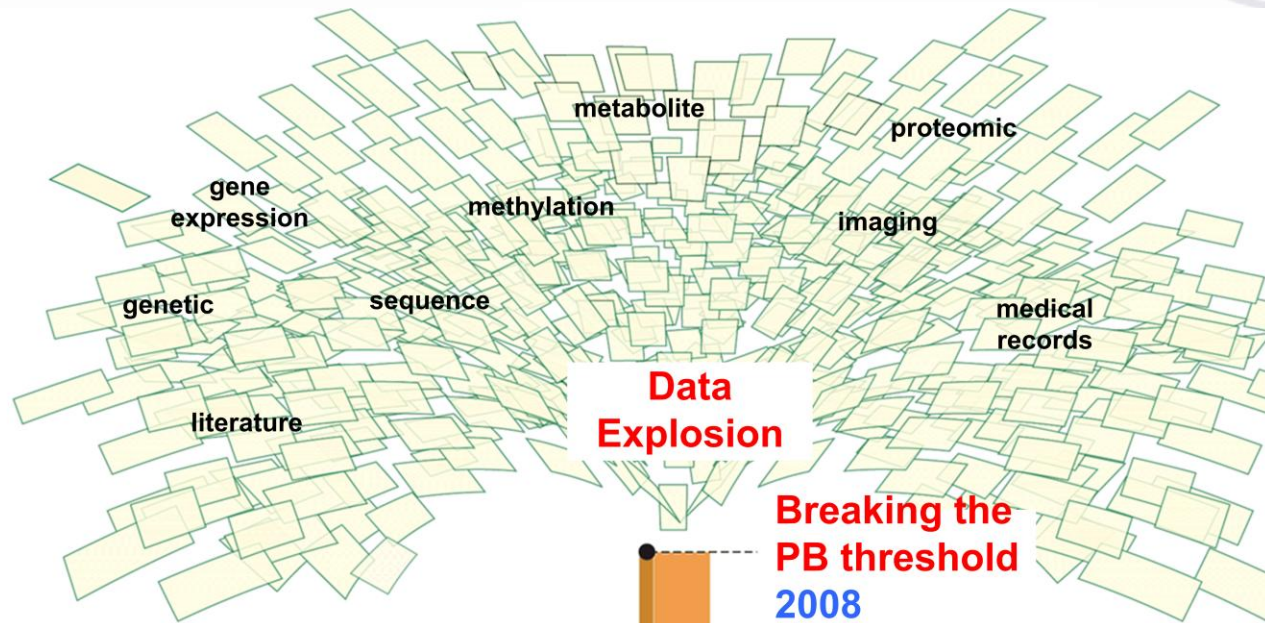 metabolite
proteomic
gene
expression
methylation
imaging
genetic
sequence
medical
records
literature
Data
Explosion
Breaking the
PB threshold
2008